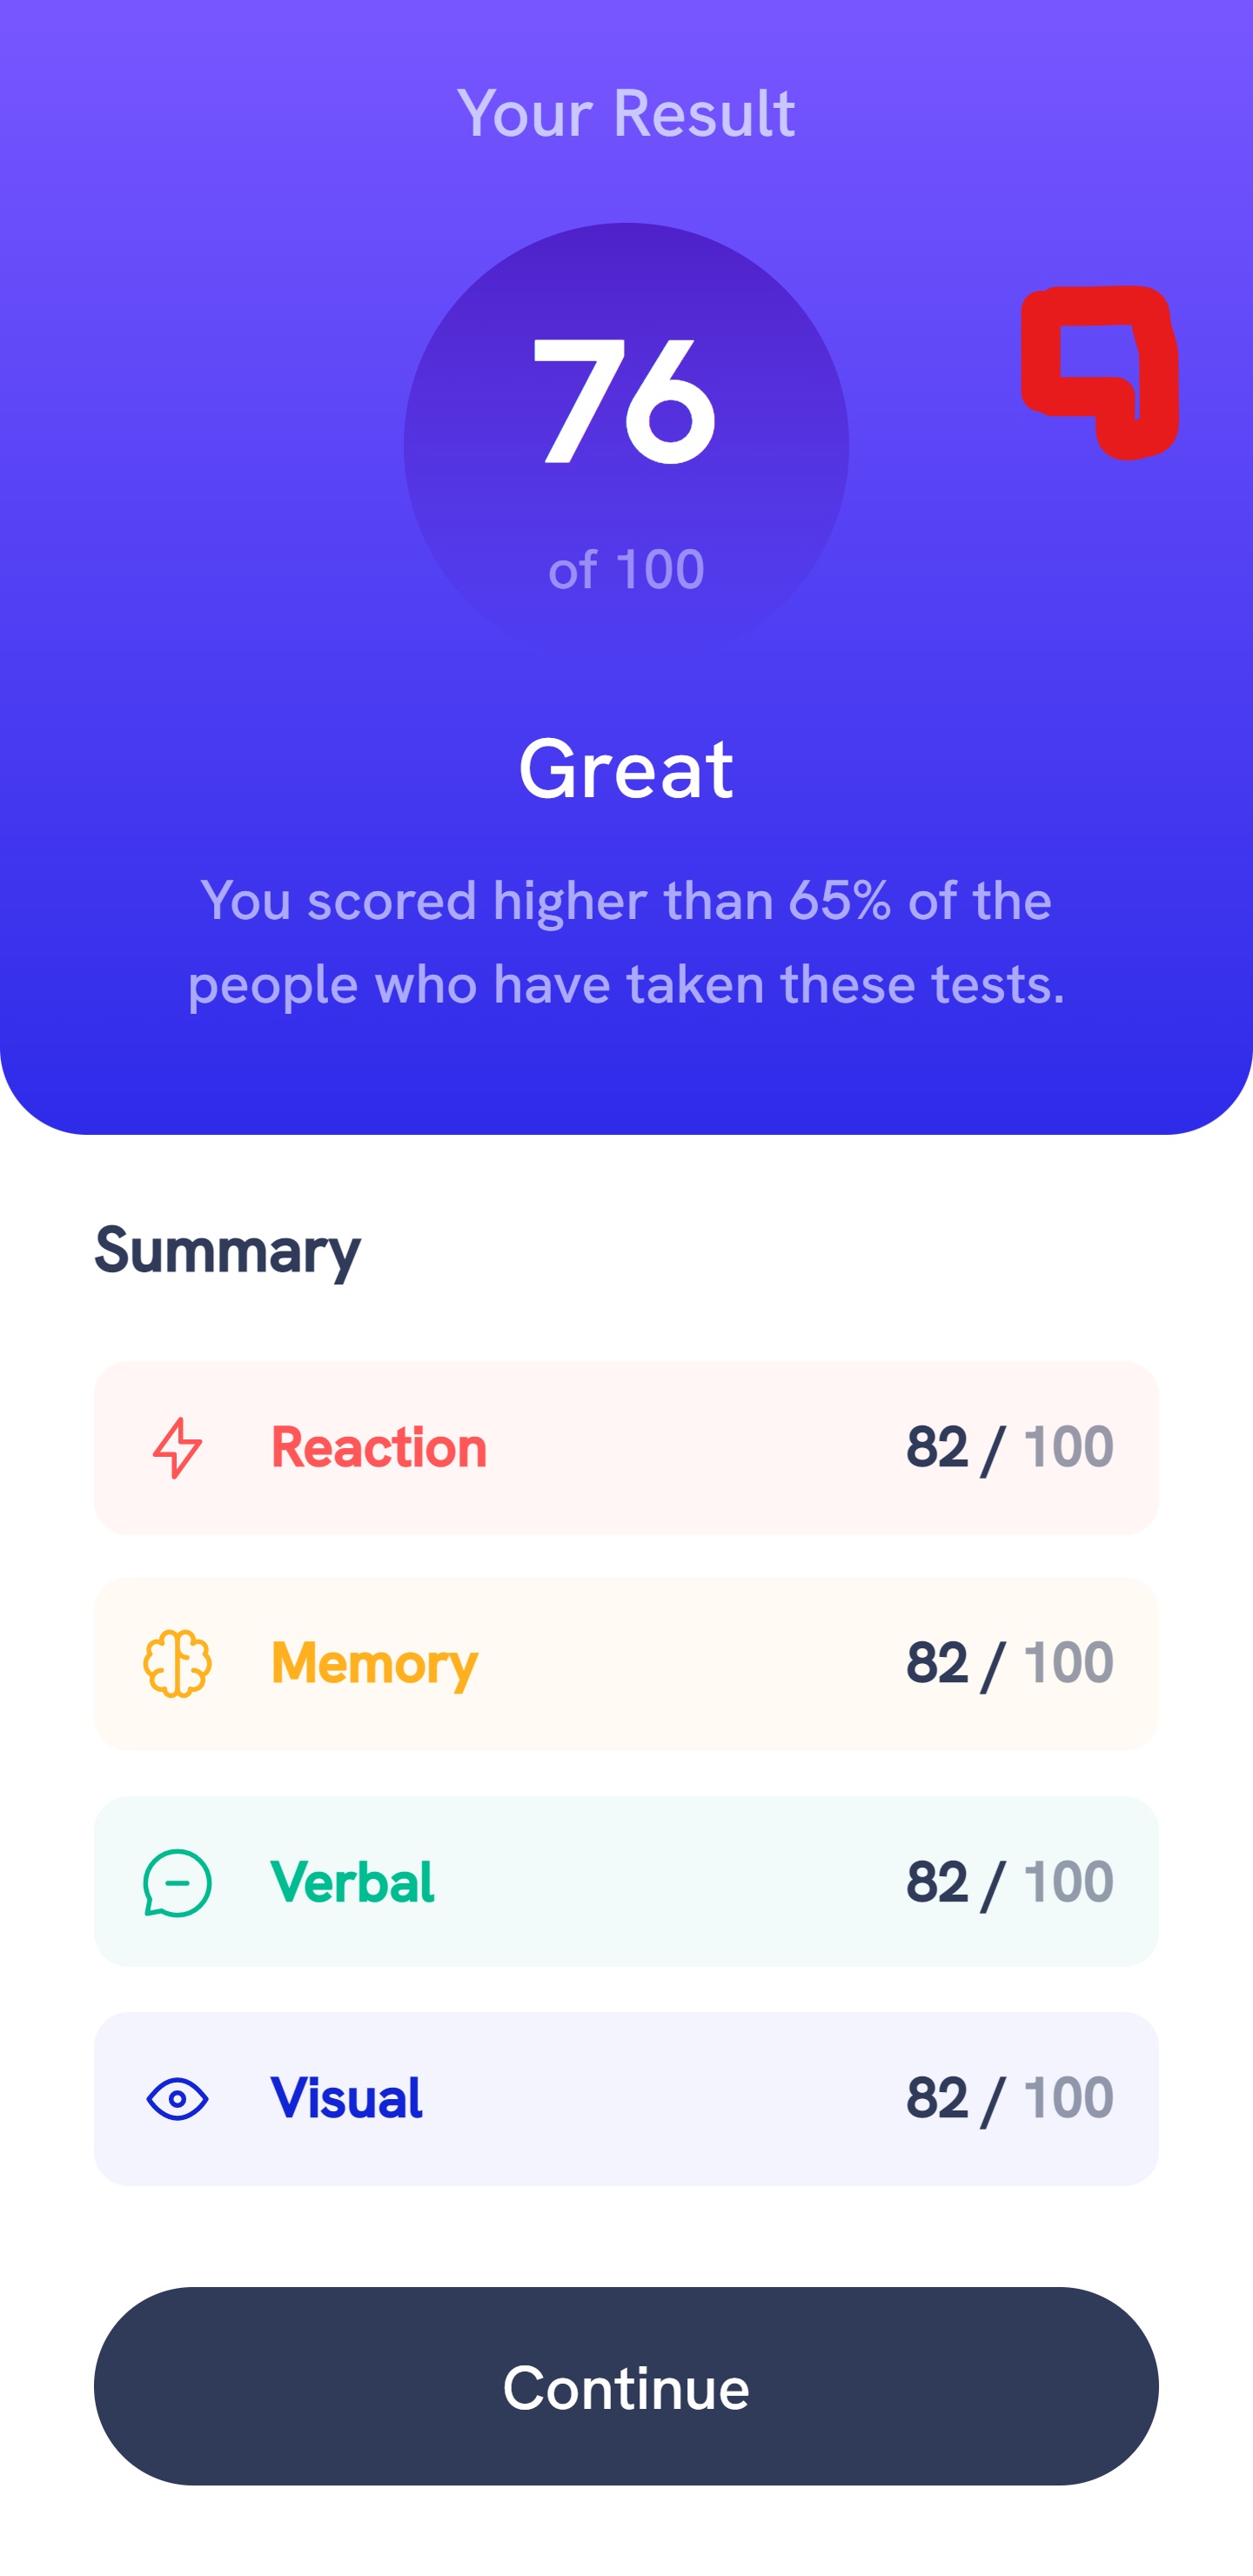 Your Result
76
of 100
Great
You scored higher than 65% of the
people who have taken these tests.
Summary
Reaction 82 / 100
Memory 82 / 100
Verbal 82 / 100
Visual 82 / 100
Continue